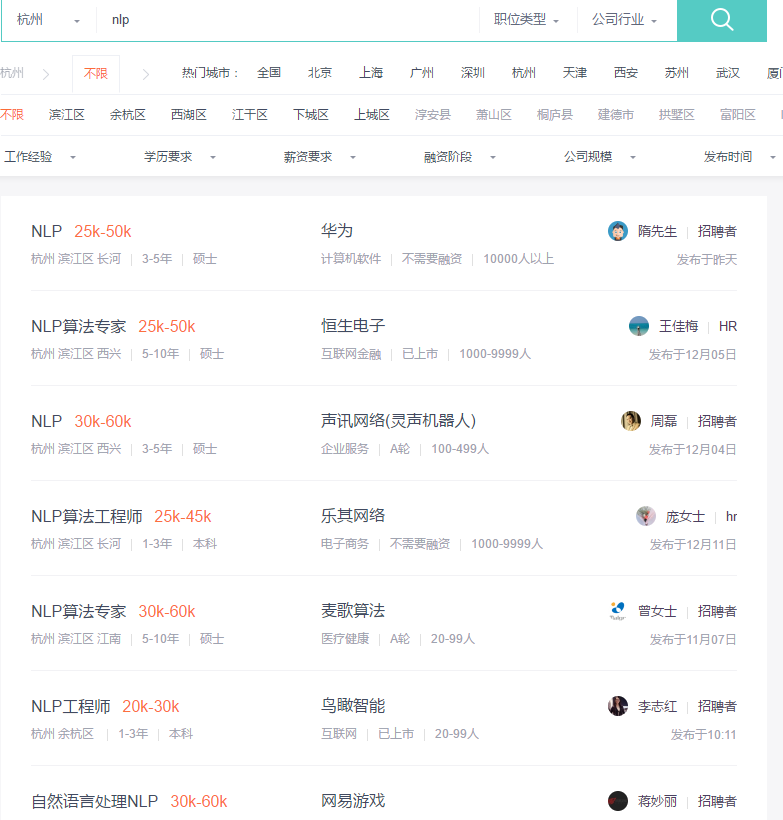 杭州 nlp 职位类型 公司行业
杭州 不限 热门城市： 全国 北京 上海 广州 深圳 杭州 天津 西安 苏州 武汉 厦
不限 滨江区 余杭区 西湖区 江干区 下城区 上城区 淳安县 萧山区 桐庐县 建德市 拱墅区 富阳区
工作经验 学历要求 薪资要求 融资阶段 公司规模 发布时间
NLP 25k-50k 华为 隋先生 招聘者
杭州 滨江区 长河 3-5年 硕士 计算机软件 不需要融资 10000人以上 发布于昨天
NLP算法专家 25k-50k 恒生电子 王佳梅 HR
杭州 滨江区 西兴 5-10年 硕士 互联网金融 已上市 1000-9999人 发布于12月05日
NLP 30k-60k 声讯网络(灵声机器人) 周磊 招聘者
杭州 滨江区 西兴 3-5年 硕士 企业服务 A轮 100-499人 发布于12月04日
NLP算法工程师 25k-45k 乐其网络 庞女士 hr
杭州 滨江区 长河 1-3年 本科 电子商务 不需要融资 1000-9999人 发布于12月11日
NLP算法专家 30k-60k 麦歌算法 曾女士 招聘者
杭州 滨江区 江南 5-10年 硕士 医疗健康 A轮 20-99人 发布于11月07日
NLP工程师 20k-30k 鸟瞰智能 李志红 招聘者
杭州 余杭区 1-3年 本科 互联网 已上市 20-99人 发布于10:11
自然语言处理NLP 30k-60k 网易游戏 蒋妙丽 招聘者